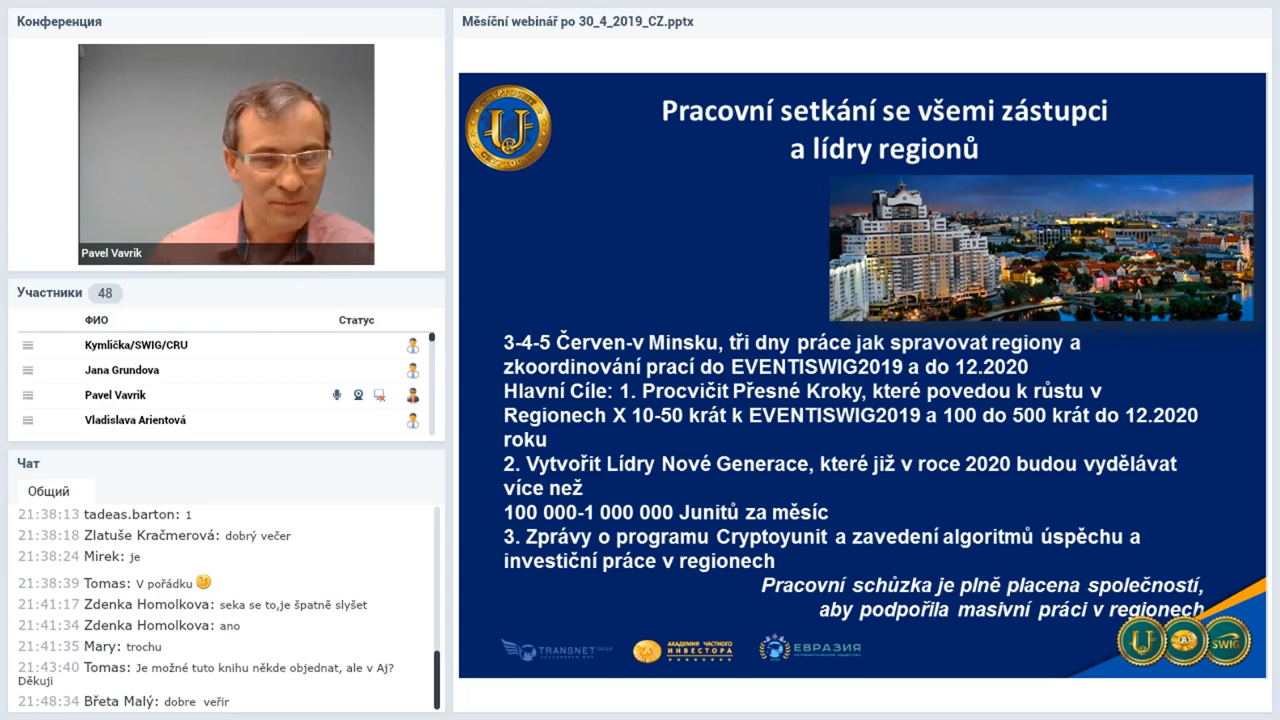 Конференция
Pavel Vavrik
Участники 48
ФИО Статус
Kymlička/SWIG/CRU
Jana Grundova
Pavel Vavrik
Vladislava Arientová
Чат
Общий
21:38:13 tadeas.barton: 1
21:38:18 Zlatuše Kračmerová: dobrý večer
21:38:24 Mirek: je
21:38:39 Tomas: V pořádku
21:41:17 Zdenka Homolkova: seka se to,je špatně slyšet
21:41:34 Zdenka Homolkova: ano
21:41:35 Mary: trochu
21:43:40 Tomas: Je možné tuto knihu někde objednat, ale v Aj?
Děkuji
21:48:34 Břeta Malý: dobre veřir
Měsíční webinář po 30_4_2019_CZ.pptx
Pracovní setkání se všemi zástupci
a lídry regionů
3-4-5 Červen-v Minsku, tři dny práce jak spravovat regiony a
zkoordinování prací do EVENTISWIG2019 a do 12.2020
Hlavní Cíle: 1. Procvičit Přesné Kroky, které povedou k růstu v
Regionech X 10-50 krát k EVENTISWIG2019 a 100 do 500 krát do 12.2020
roku
2. Vytvořit Lídry Nové Generace, které již v roce 2020 budou vydělávat
více než
100 000-1 000 000 Junitů za měsíc
3. Zprávy o programu Cryptoyunit a zavedení algoritmů úspěchu a
investiční práce v regionech
Pracovní schůzka je plně placena společností,
aby podpořila masivní práci v regionech
TRANSNET GROUP
АКАДЕМИЯ ЧАСТНОГО
ИНВЕСТОРА
ЕВРАЗИЯ
SWIG